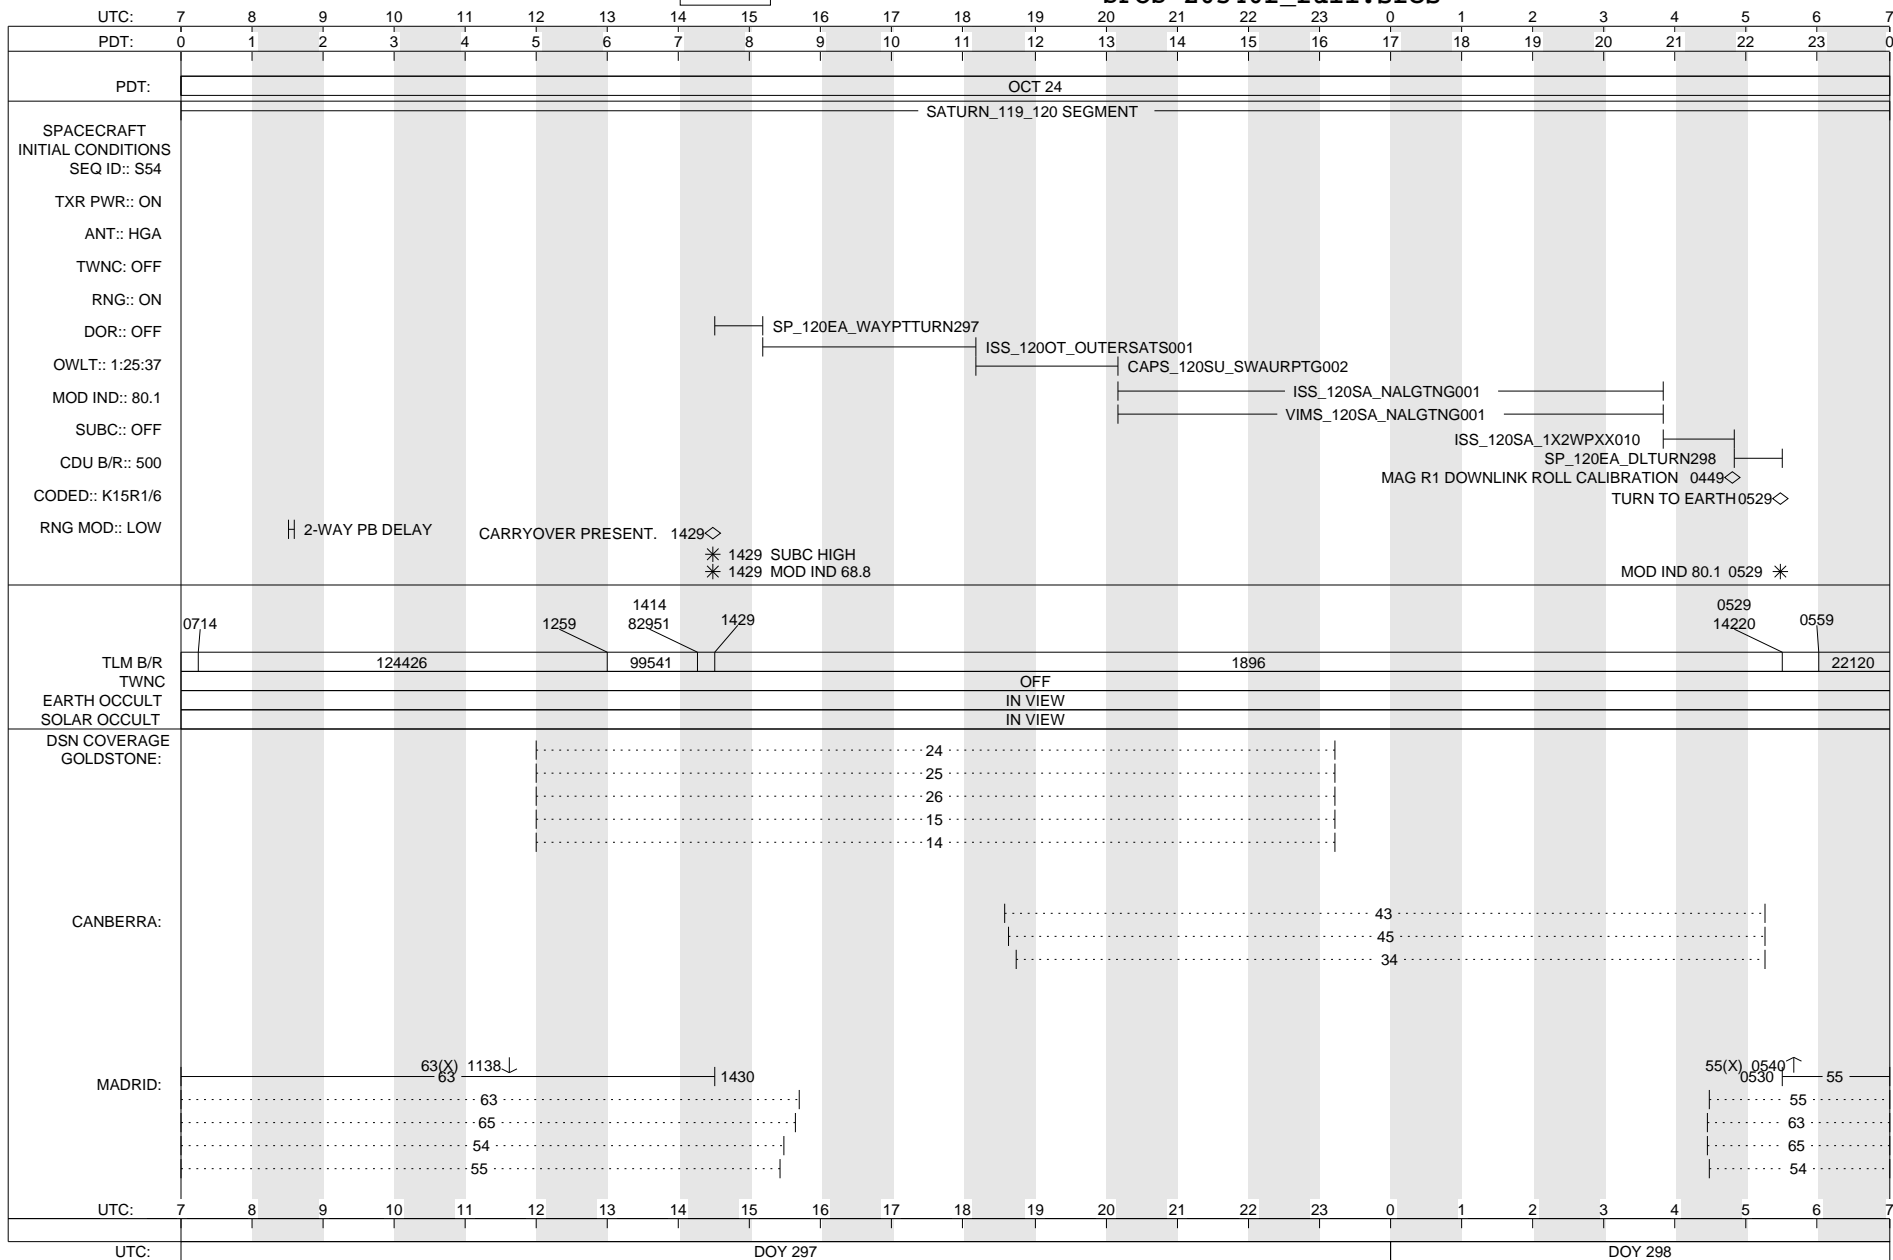 UTC: 7 8 9 10 11 12 13 14 15 16 17 18 19 20 21 22 23 0 1 2 3 4 5 6 7
PDT: 0 1 2 3 4 5 6 7 8 9 10 11 12 13 14 15 16 17 18 19 20 21 22 23 0
PDT: OCT 24
SATURN_119_120 SEGMENT
SPACECRAFT
INITIAL CONDITIONS
SEQ ID:: S54
TXR PWR:: ON
ANT:: HGA
TWNC: OFF
RNG:: ON
DOR:: OFF
SP_120EA_WAYPTTURN297
ISS_120OT_OUTERSATS001
OWLT:: 1:25:37
CAPS_120SU_SWAURPTG002
MOD IND:: 80.1
ISS_120SA_NALGTNG001
VIMS_120SA_NALGTNG001
SUBC:: OFF
ISS_120SA_1X2WPXX010
CDU B/R:: 500
SP_120EA_DLTURN298
MAG R1 DOWNLINK ROLL CALIBRATION 0449
CODED:: K15R1/6
TURN TO EARTH 0529
RNG MOD:: LOW
2-WAY PB DELAY
CARRYOVER PRESENT. 1429
1429 SUBC HIGH
1429 MOD IND 68.8
MOD IND 80.1 0529
1414 0529
0714 1259 82951 1429 14220 0559
TLM B/R 124426 99541 1896 22120
TWNC OFF
EARTH OCCULT IN VIEW
SOLAR OCCULT IN VIEW
DSN COVERAGE
GOLDSTONE:
24
25
26
15
14
CANBERRA:
43
45
34
MADRID:
63(X) 1138 55(X) 0540
63 1430 0530 55
63 55
65 63
54 65
55 54
UTC: 7 8 9 10 11 12 13 14 15 16 17 18 19 20 21 22 23 0 1 2 3 4 5 6 7
UTC: DOY 297 DOY 298